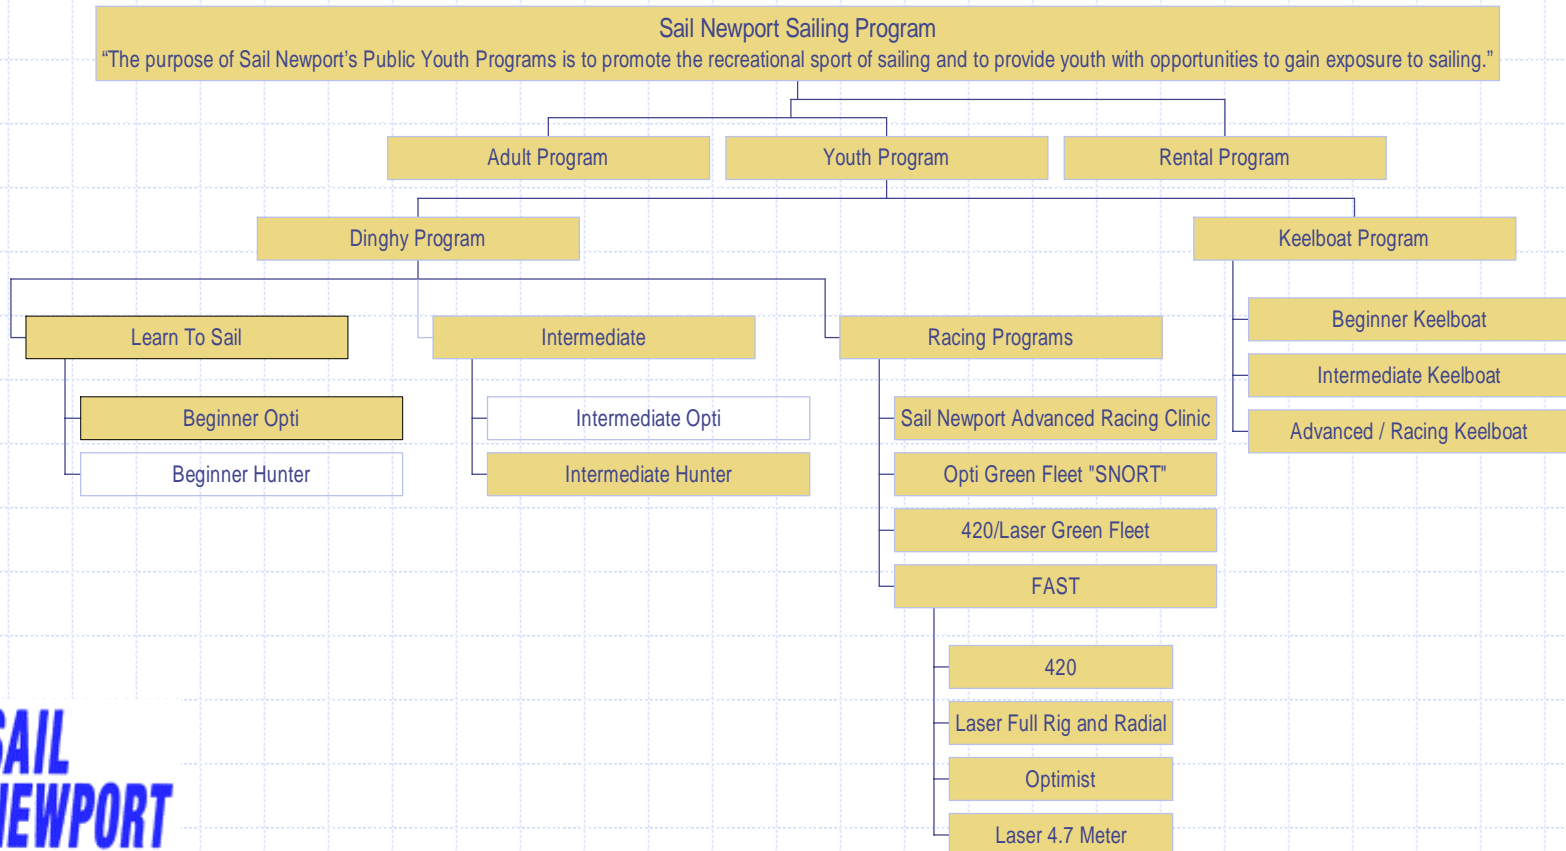 Sail Newport Sailing Program
“The purpose of Sail Newport’s Public Youth Programs is to promote the recreational sport of sailing and to provide youth with opportunities to gain exposure to sailing.”
Adult Program
Youth Program
Rental Program
Dinghy Program
Keelboat Program
Learn To Sail
Intermediate
Racing Programs
Beginner Keelboat
Intermediate Keelboat
Advanced / Racing Keelboat
Beginner Opti
Intermediate Opti
Sail Newport Advanced Racing Clinic
Beginner Hunter
Intermediate Hunter
Opti Green Fleet "SNORT"
420/Laser Green Fleet
FAST
420
Laser Full Rig and Radial
Optimist
Laser 4.7 Meter
SAIL
NEWPORT